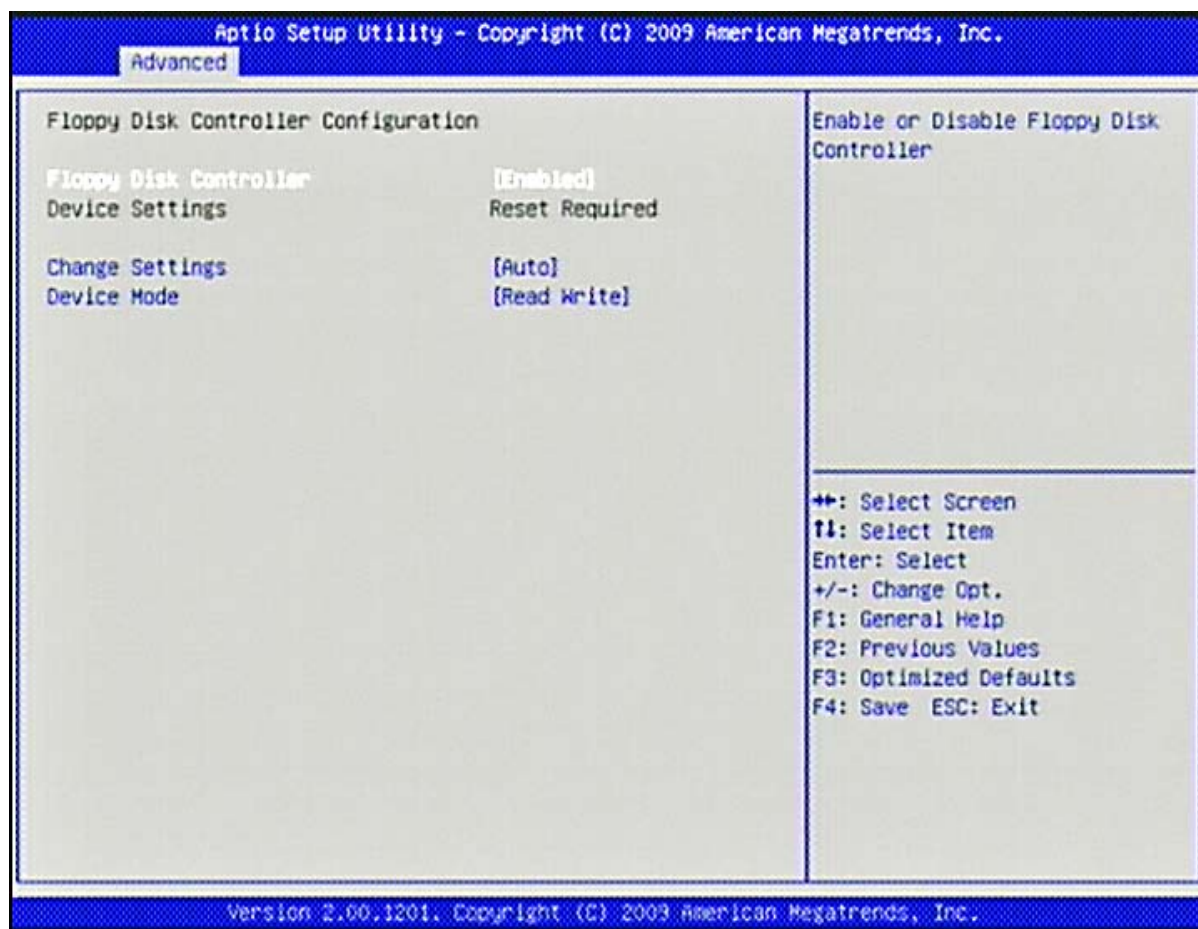 Aptio Setup Utility - Copyright (C) 2009 American Megatrends, Inc.
Advanced
Floppy Disk Controller Configuration
Floppy Disk Controller [Enabled]
Device Settings Reset Required
Change Settings [Auto]
Device Mode [Read Write]
Enable or Disable Floppy Disk
Controller
→←: Select Screen
↑↓: Select Item
Enter: Select
+/-: Change Opt.
F1: General Help
F2: Previous Values
F3: Optimized Defaults
F4: Save ESC: Exit
Version 2.00.1201. Copyright (C) 2009 American Megatrends, Inc.